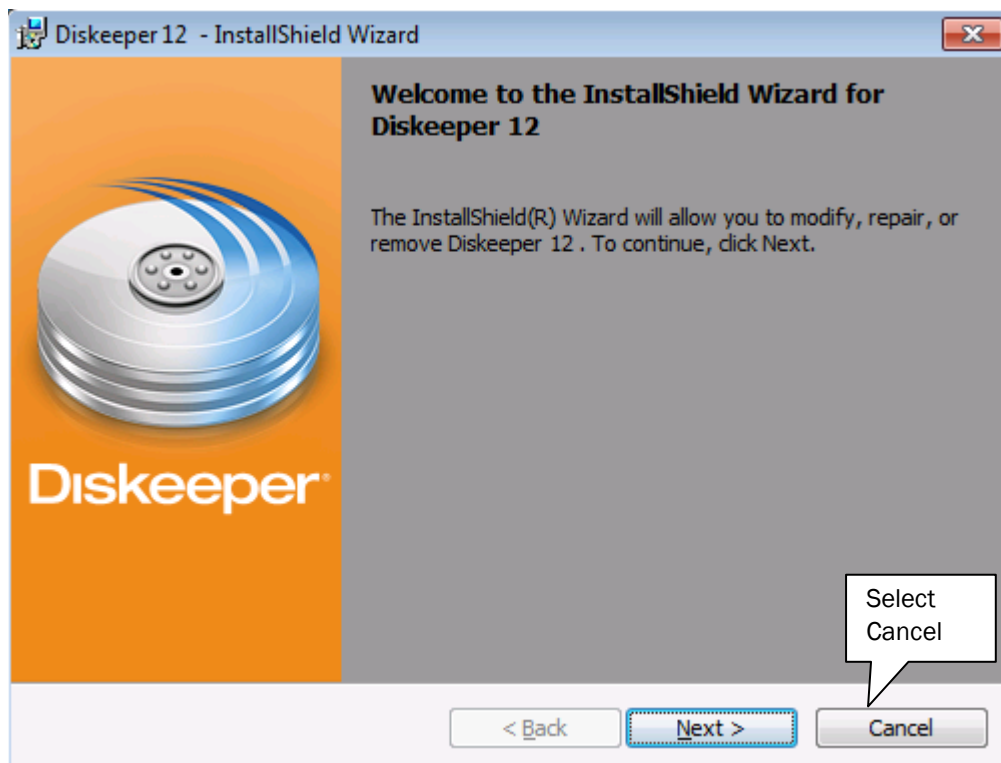 Diskeeper 12 - InstallShield Wizard
Welcome to the InstallShield Wizard for
Diskeeper 12
The InstallShield(R) Wizard will allow you to modify, repair, or
remove Diskeeper 12 . To continue, click Next.
Diskeeper
Select
Cancel
< Back
Next >
Cancel